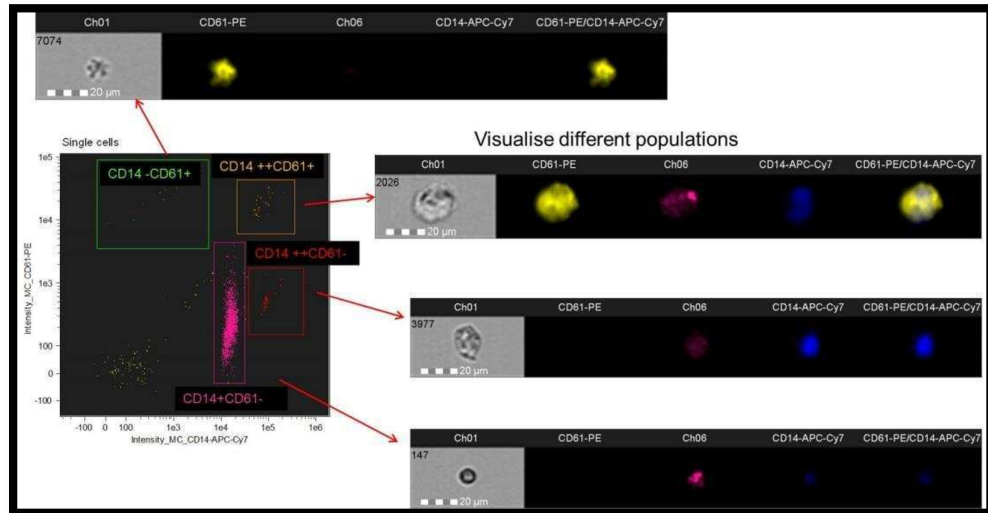 Ch01 CD61-PE Ch06 CD14-APC-Cy7 CD61-PE/CD14-APC-Cy7
7074
20 µm
Single cells
Visualise different populations
1e5
1e4
1e3
100
0
-100
Intensity_MC_CD61-PE
CD14 -CD61+
CD14 ++CD61+
CD14 ++CD61-
CD14+CD61-
-100 0 100 1e3 1e4 1e5 1e6
Intensity_MC_CD14-APC-Cy7
Ch01 CD61-PE Ch06 CD14-APC-Cy7 CD61-PE/CD14-APC-Cy7
2026
20 µm
Ch01 CD61-PE Ch06 CD14-APC-Cy7 CD61-PE/CD14-APC-Cy7
3977
20 µm
Ch01 CD61-PE Ch06 CD14-APC-Cy7 CD61-PE/CD14-APC-Cy7
147
20 µm